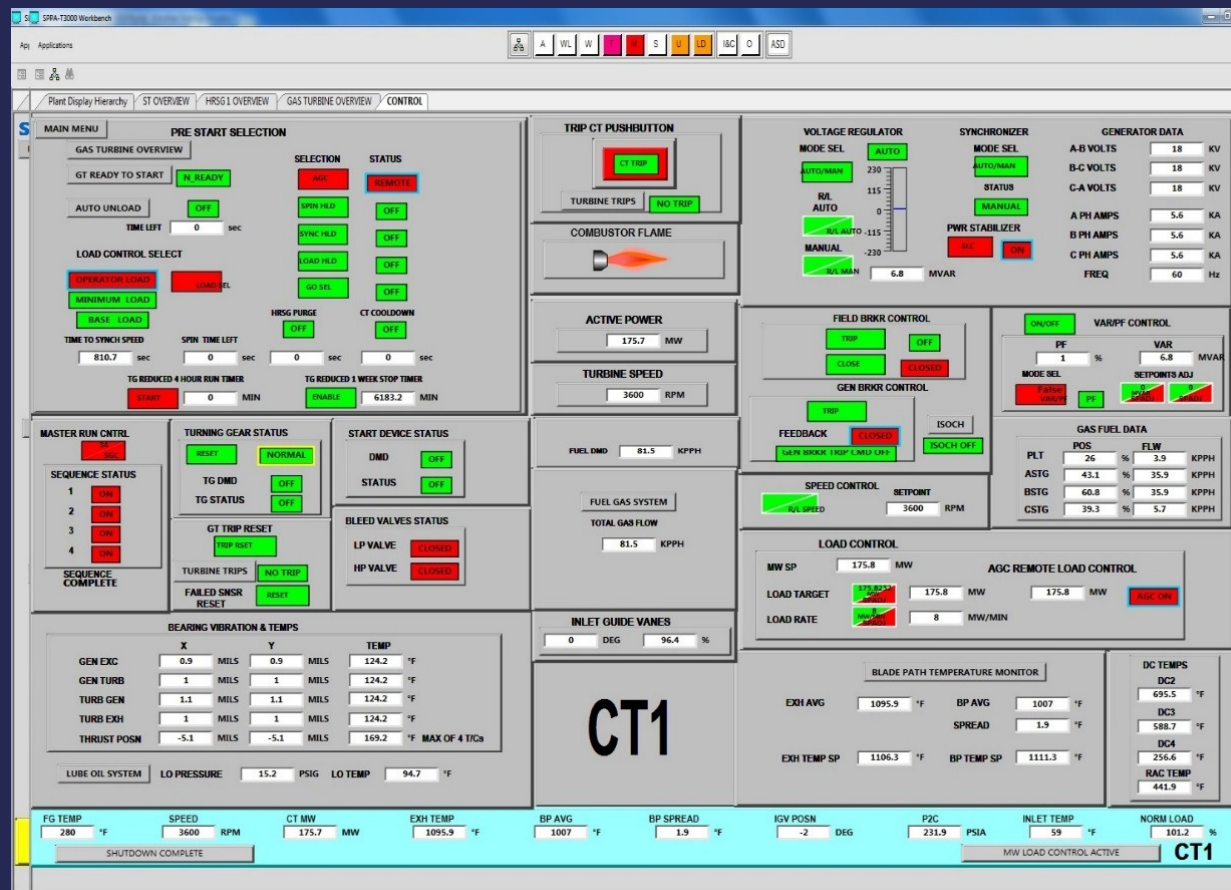 SPPA-T3000 Workbench
Applications
A WL W T M S U LD I&C O ASD
Plant Display Hierarchy ST OVERVIEW HRSG 1 OVERVIEW GAS TURBINE OVERVIEW CONTROL
MAIN MENU PRE START SELECTION
GAS TURBINE OVERVIEW
SELECTION STATUS
GT READY TO START N_READY AGC REMOTE
AUTO UNLOAD OFF SPIN HLD OFF
TIME LEFT 0 sec SYNC HLD OFF
LOAD CONTROL SELECT LOAD HLD OFF
OPERATOR LOAD LOAD SEL GO SEL OFF
MINIMUM LOAD
BASE LOAD HRSG PURGE OFF CT COOLDOWN OFF
TIME TO SYNCH SPEED SPIN TIME LEFT
810.7 sec 0 sec 0 sec 0 sec
TG REDUCED 4 HOUR RUN TIMER TG REDUCED 1 WEEK STOP TIMER
START 0 MIN ENABLE 6183.2 MIN
TRIP CT PUSHBUTTON
CT TRIP
TURBINE TRIPS NO TRIP
COMBUSTOR FLAME
ACTIVE POWER
175.7 MW
TURBINE SPEED
3600 RPM
VOLTAGE REGULATOR
MODE SEL AUTO
AUTO/MAN 230
115
R/L AUTO 0
R/L AUTO -115
MANUAL -230
R/L MAN 6.8 MVAR
SYNCHRONIZER
MODE SEL
AUTO/MAN
STATUS
MANUAL
PWR STABILIZER
ON
GENERATOR DATA
A-B VOLTS 18 KV
B-C VOLTS 18 KV
C-A VOLTS 18 KV
A PH AMPS 5.6 KA
B PH AMPS 5.6 KA
C PH AMPS 5.6 KA
FREQ 60 Hz
FIELD BRKR CONTROL
TRIP OFF
CLOSE CLOSED
GEN BRKR CONTROL
TRIP
FEEDBACK CLOSED
GEN BRKR TRIP CMD OFF
ISOCH
ISOCH OFF
ON/OFF VAR/PF CONTROL
PF VAR
1 % 6.8 MVAR
MODE SEL SETPOINTS ADJ
False
VAR/PF PF
GAS FUEL DATA
POS FLW
PLT 26 % 3.9 KPPH
ASTG 43.1 % 35.9 KPPH
BSTG 60.8 % 35.9 KPPH
CSTG 39.3 % 5.7 KPPH
MASTER RUN CNTRL
SGC
SEQUENCE STATUS
1 ON
2 ON
3 ON
4 ON
SEQUENCE
COMPLETE
TURNING GEAR STATUS
RESET NORMAL
TG DMD OFF
TG STATUS OFF
GT TRIP RESET
TRIP RSET
TURBINE TRIPS NO TRIP
FAILED SNSR
RESET RESET
START DEVICE STATUS
DMD OFF
STATUS OFF
BLEED VALVES STATUS
LP VALVE CLOSED
HP VALVE CLOSED
FUEL DMD 81.5 KPPH
FUEL GAS SYSTEM
TOTAL GAS FLOW
81.5 KPPH
INLET GUIDE VANES
0 DEG 96.4 %
SPEED CONTROL
R/L SPEED SETPOINT
3600 RPM
LOAD CONTROL
MW SP 175.8 MW AGC REMOTE LOAD CONTROL
LOAD TARGET 175.8 MW 175.8 MW AGC ON
LOAD RATE 8 MW/MIN
BEARING VIBRATION & TEMPS
X Y TEMP
GEN EXC 0.9 MILS 0.9 MILS 124.2 °F
GEN TURB 1 MILS 1 MILS 124.2 °F
TURB GEN 1.1 MILS 1.1 MILS 124.2 °F
TURB EXH 1 MILS 1 MILS 124.2 °F
THRUST POSN -5.1 MILS -5.1 MILS 169.2 °F MAX OF 4 T/Cs
LUBE OIL SYSTEM LO PRESSURE 15.2 PSIG LO TEMP 94.7 °F
CT1
BLADE PATH TEMPERATURE MONITOR
EXH AVG 1095.9 °F BP AVG 1007 °F
SPREAD 1.9 °F
EXH TEMP SP 1106.3 °F BP TEMP SP 1111.3 °F
DC TEMPS
DC2
695.5 °F
DC3
588.7 °F
DC4
256.6 °F
RAC TEMP
441.9 °F
FG TEMP SPEED CT MW EXH TEMP BP AVG BP SPREAD IGV POSN P2C INLET TEMP NORM LOAD
280 °F 3600 RPM 175.7 MW 1095.9 °F 1007 °F 1.9 °F -2 DEG 231.9 PSIA 59 °F 101.2 %
SHUTDOWN COMPLETE MW LOAD CONTROL ACTIVE CT1